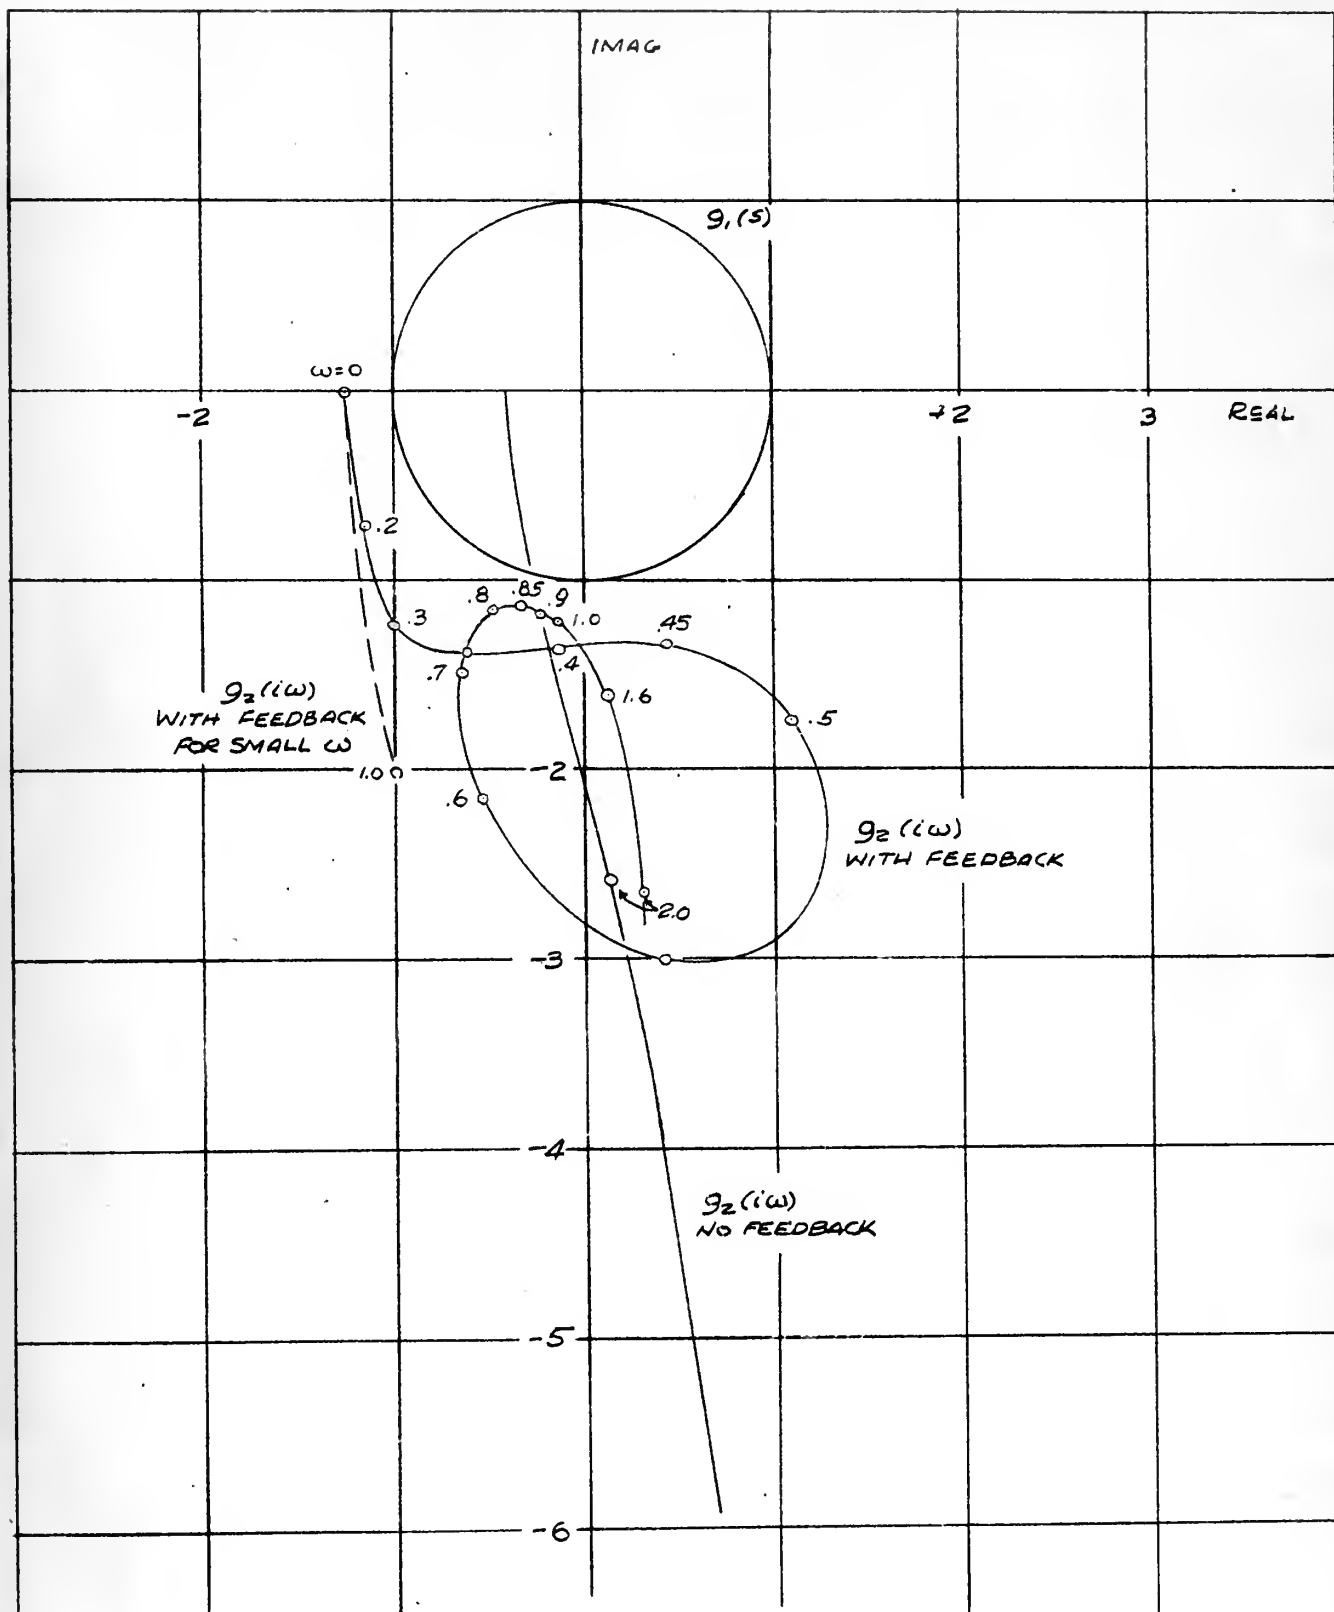 IMAG
g₁(s)
ω=0
-2
+2
3
REAL
.2
.3
.8
.85
.9
1.0
.45
.7
.4
g₂(iω)
WITH FEEDBACK
FOR SMALL ω
1.6
.5
1.0
-2
.6
g₂(iω)
WITH FEEDBACK
2.0
-3
-4
g₂(iω)
NO FEEDBACK
-5
-6